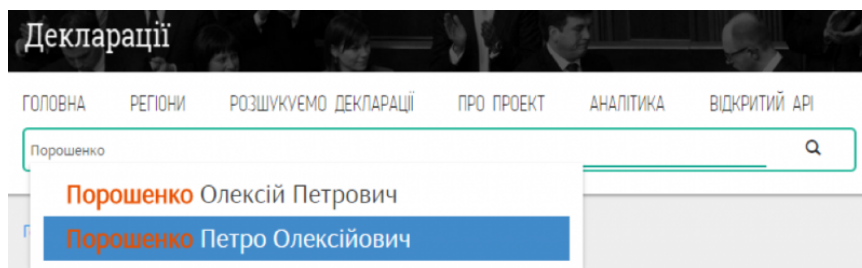 Декларації
ГОЛОВНА РЕГІОНИ РОЗШУКУЄМО ДЕКЛАРАЦІЇ ПРО ПРОЕКТ АНАЛІТИКА ВІДКРИТИЙ API
Порошенко
Порошенко Олексій Петрович
Порошенко Петро Олексійович